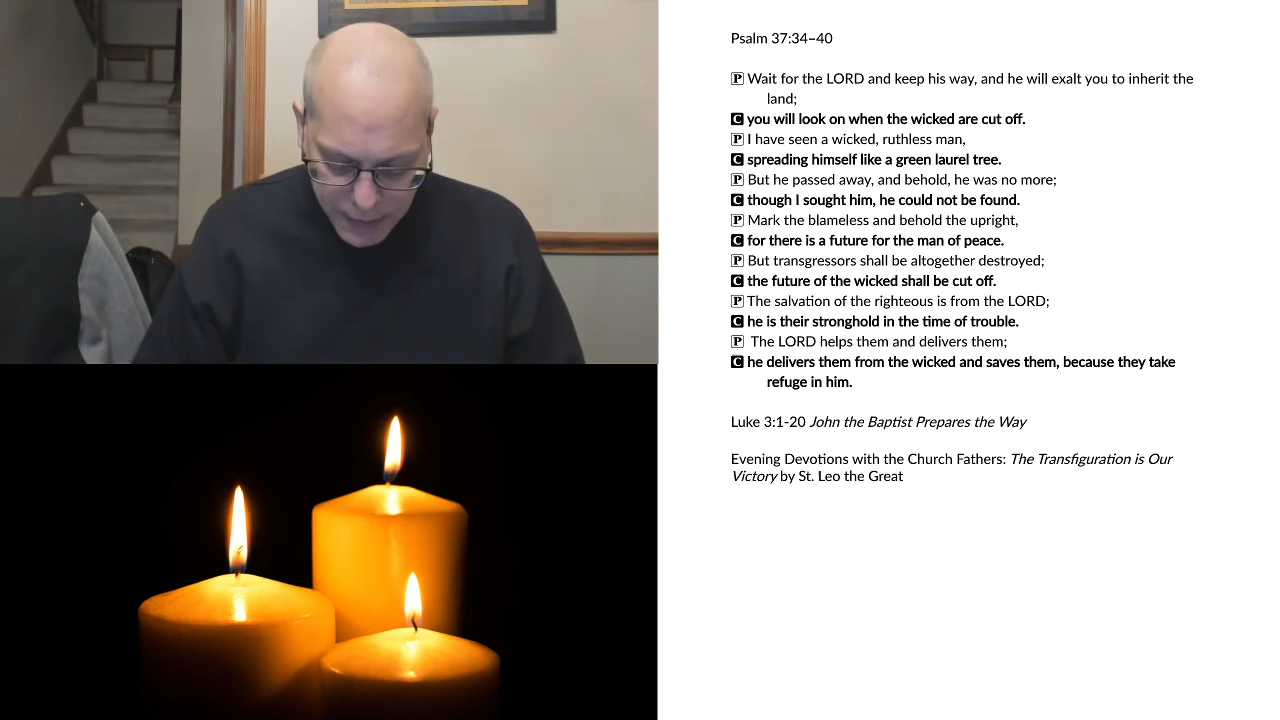 Psalm 37:34–40
P Wait for the LORD and keep his way, and he will exalt you to inherit the
land;
C you will look on when the wicked are cut off.
P I have seen a wicked, ruthless man,
C spreading himself like a green laurel tree.
P But he passed away, and behold, he was no more;
C though I sought him, he could not be found.
P Mark the blameless and behold the upright,
C for there is a future for the man of peace.
P But transgressors shall be altogether destroyed;
C the future of the wicked shall be cut off.
P The salvation of the righteous is from the LORD;
C he is their stronghold in the time of trouble.
P The LORD helps them and delivers them;
C he delivers them from the wicked and saves them, because they take
refuge in him.
Luke 3:1-20 John the Baptist Prepares the Way
Evening Devotions with the Church Fathers: The Transfiguration is Our
Victory by St. Leo the Great